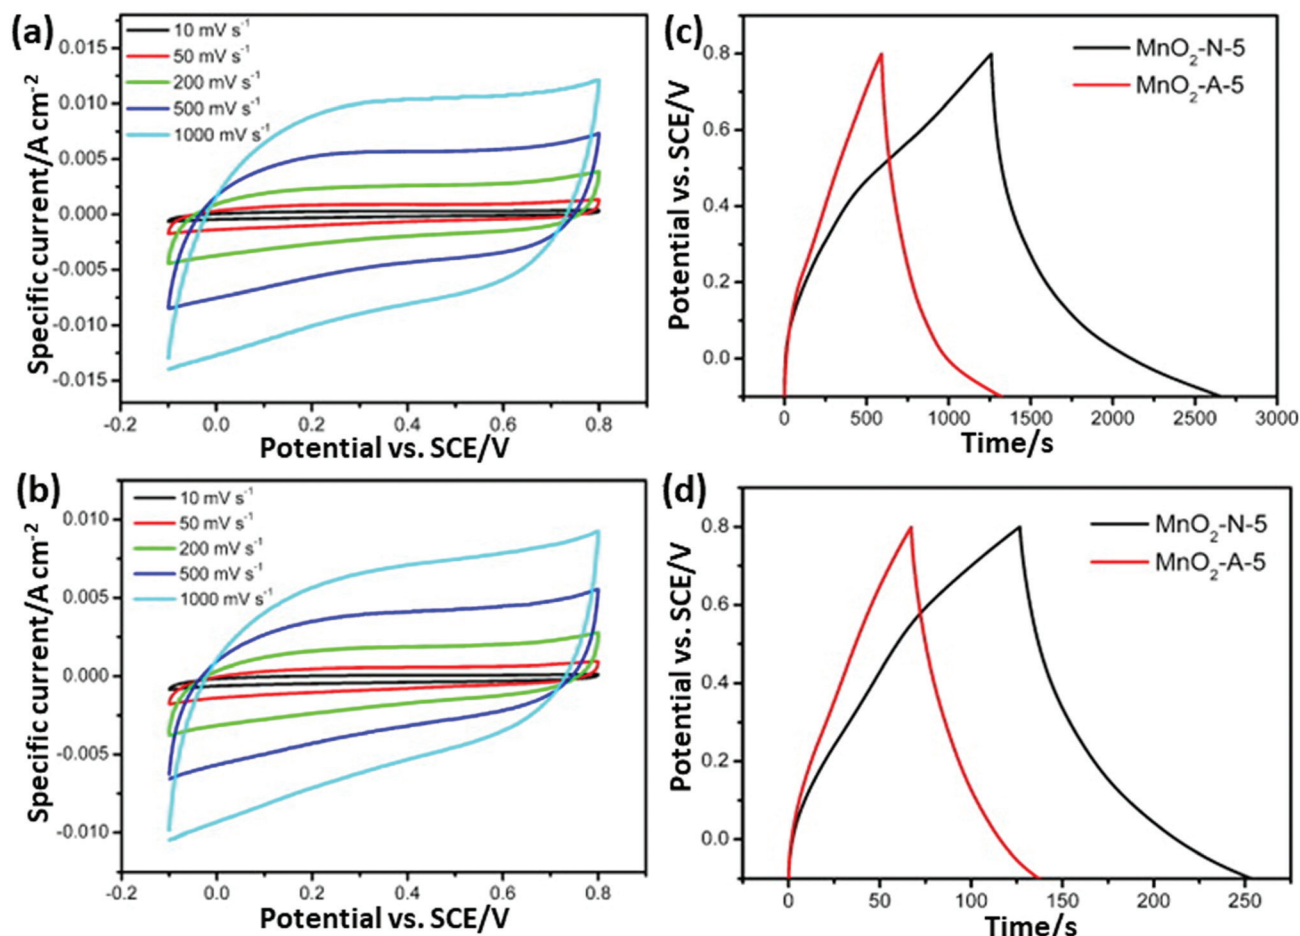 (a)
10 mV s⁻¹
50 mV s⁻¹
200 mV s⁻¹
500 mV s⁻¹
1000 mV s⁻¹
0.015
0.010
0.005
0.000
-0.005
-0.010
-0.015
Specific current/A cm⁻²
-0.2 0.0 0.2 0.4 0.6 0.8
Potential vs. SCE/V
(c)
MnO₂-N-5
MnO₂-A-5
0.8
0.6
0.4
0.2
0.0
Potential vs. SCE/V
0 500 1000 1500 2000 2500 3000
Time/s
(b)
10 mV s⁻¹
50 mV s⁻¹
200 mV s⁻¹
500 mV s⁻¹
1000 mV s⁻¹
0.010
0.005
0.000
-0.005
-0.010
Specific current/A cm⁻²
-0.2 0.0 0.2 0.4 0.6 0.8
Potential vs. SCE/V
(d)
MnO₂-N-5
MnO₂-A-5
0.8
0.6
0.4
0.2
0.0
Potential vs. SCE/V
0 50 100 150 200 250
Time/s